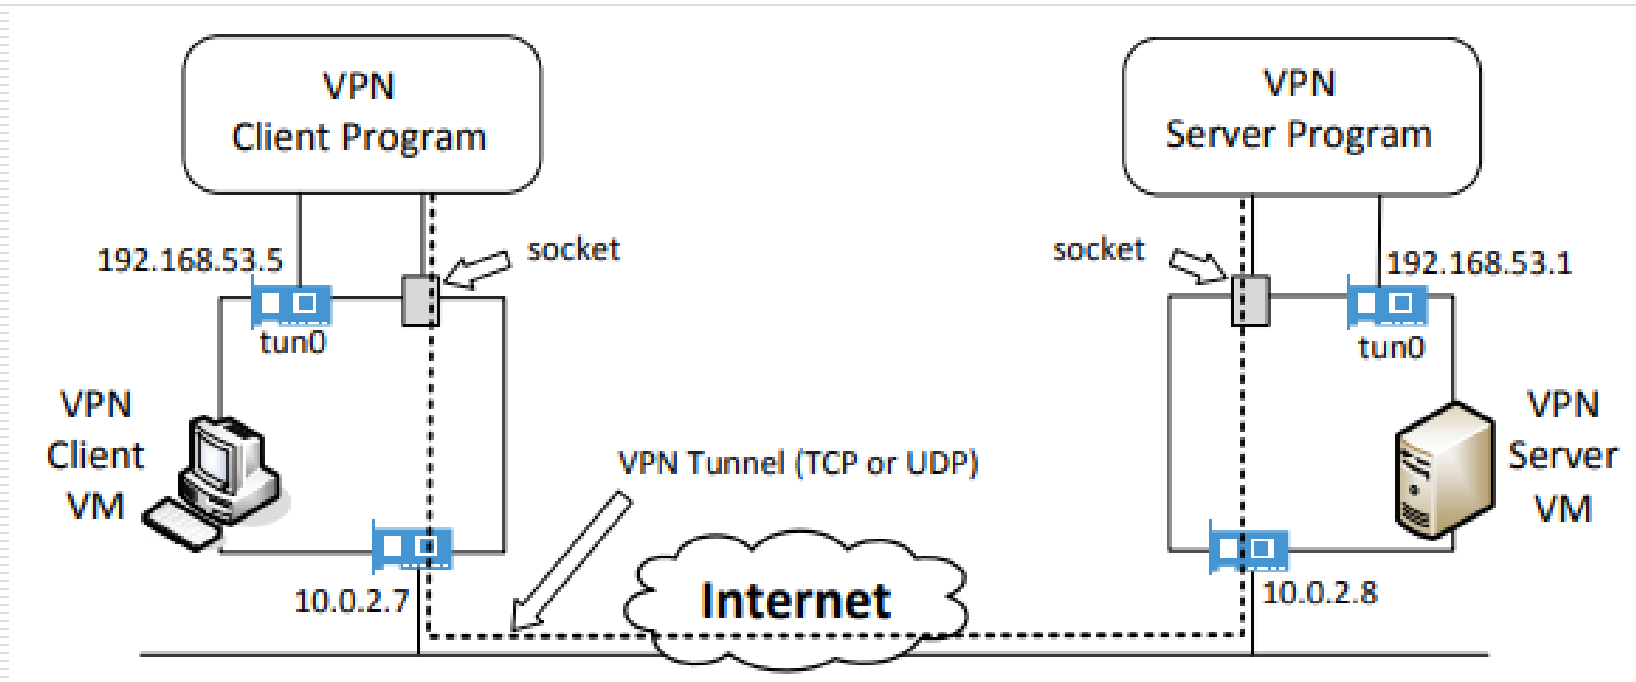 VPN
Client Program
VPN
Server Program
192.168.53.5
socket
socket
192.168.53.1
tun0
tun0
VPN
Client
VM
VPN Tunnel (TCP or UDP)
VPN
Server
VM
10.0.2.7
Internet
10.0.2.8